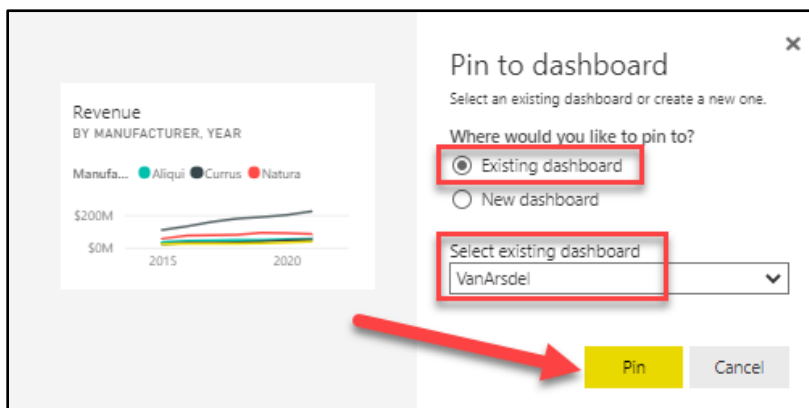 Revenue
BY MANUFACTURER, YEAR
Manufa... Aliqui Currus Natura
$200M
$0M
2015 2020
Pin to dashboard
Select an existing dashboard or create a new one.
Where would you like to pin to?
Existing dashboard
New dashboard
Select existing dashboard
VanArsdel
Pin Cancel